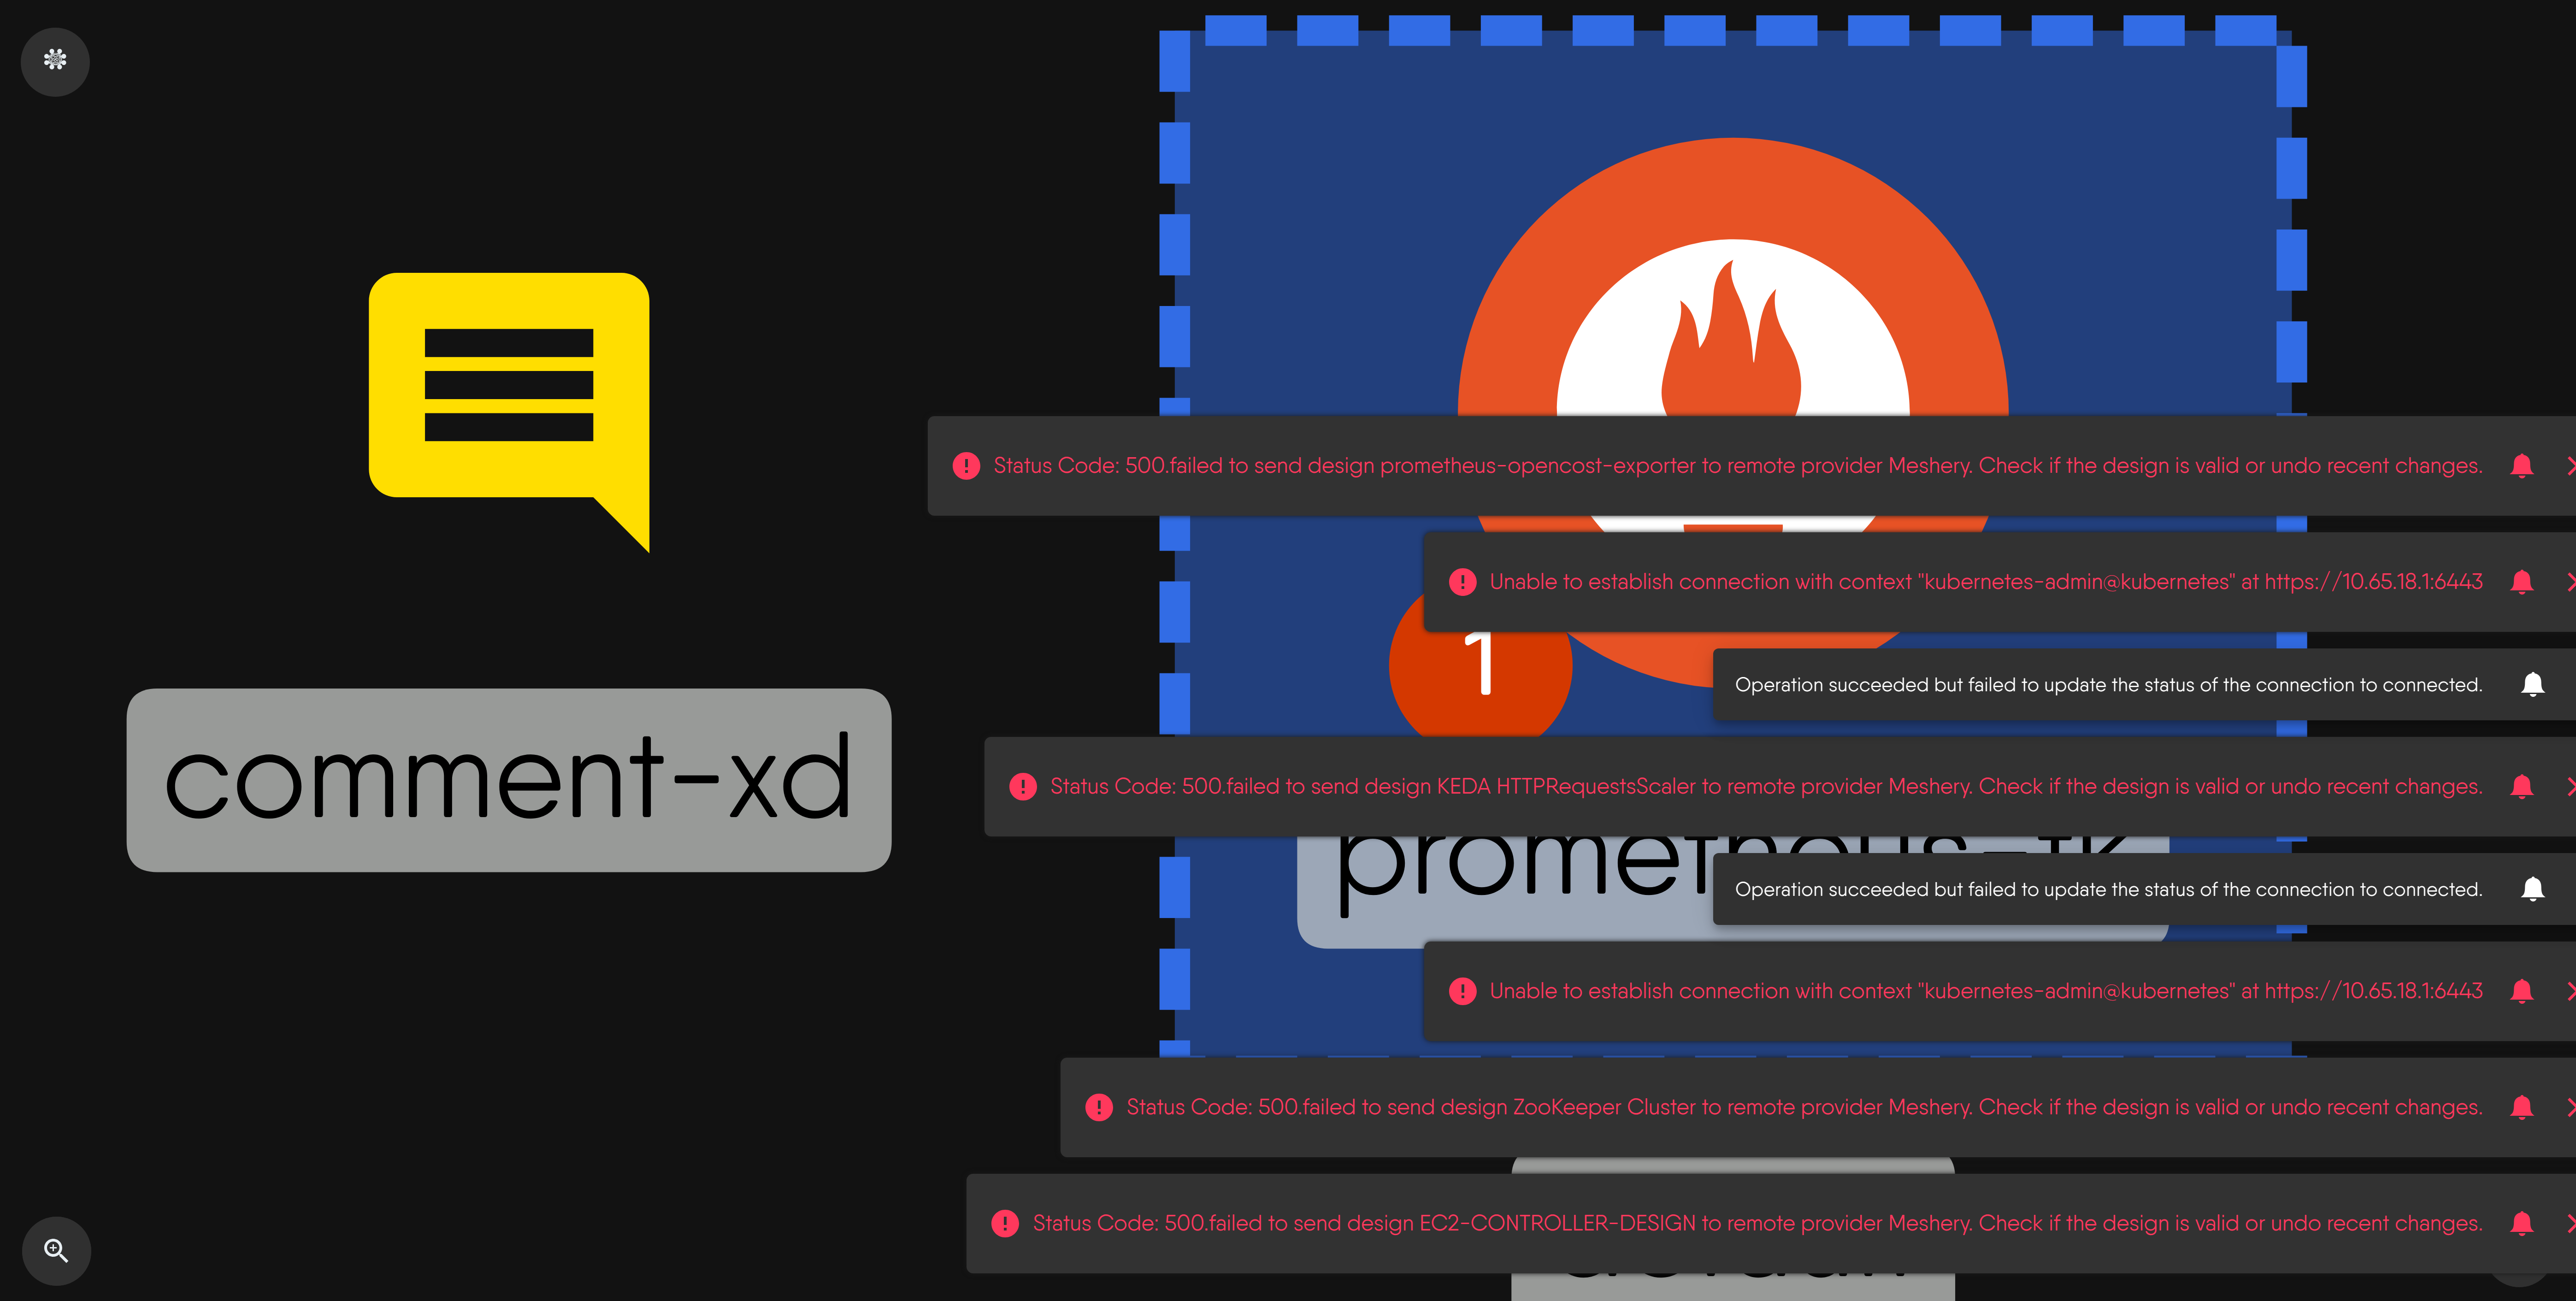 comment-xd
Status Code: 500.failed to send design prometheus-opencost-exporter to remote provider Meshery. Check if the design is valid or undo recent changes.
Unable to establish connection with context "kubernetes-admin@kubernetes" at https://10.65.18.1:6443
1
Operation succeeded but failed to update the status of the connection to connected.
Status Code: 500.failed to send design KEDA HTTPRequestsScaler to remote provider Meshery. Check if the design is valid or undo recent changes.
Operation succeeded but failed to update the status of the connection to connected.
Unable to establish connection with context "kubernetes-admin@kubernetes" at https://10.65.18.1:6443
Status Code: 500.failed to send design ZooKeeper Cluster to remote provider Meshery. Check if the design is valid or undo recent changes.
Status Code: 500.failed to send design EC2-CONTROLLER-DESIGN to remote provider Meshery. Check if the design is valid or undo recent changes.